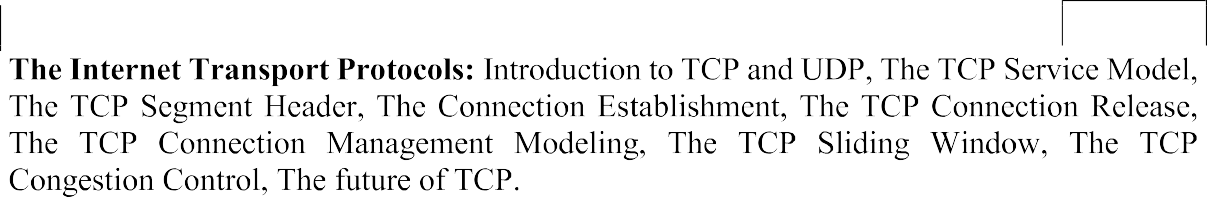 The Internet Transport Protocols: Introduction to TCP and UDP, The TCP Service Model,
The TCP Segment Header, The Connection Establishment, The TCP Connection Release,
The TCP Connection Management Modeling, The TCP Sliding Window, The TCP
Congestion Control, The future of TCP.